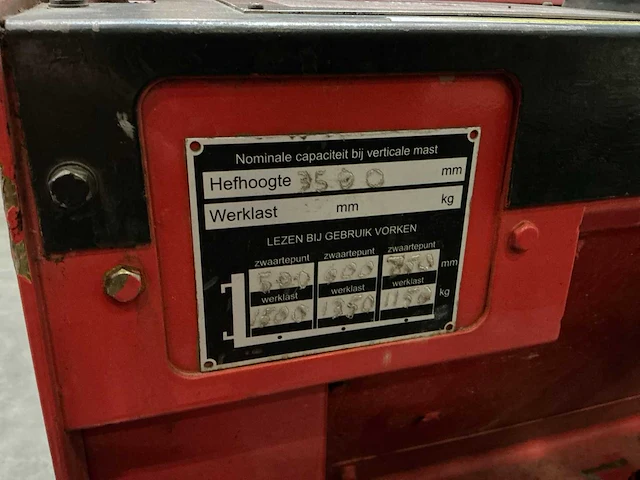 Nominale capaciteit bij verticale mast
Hefhoogte 3500 mm
Werklast mm kg
LEZEN BIJ GEBRUIK VORKEN
zwaartepunt zwaartepunt zwaartepunt
mm
werklast werklast werklast
kg